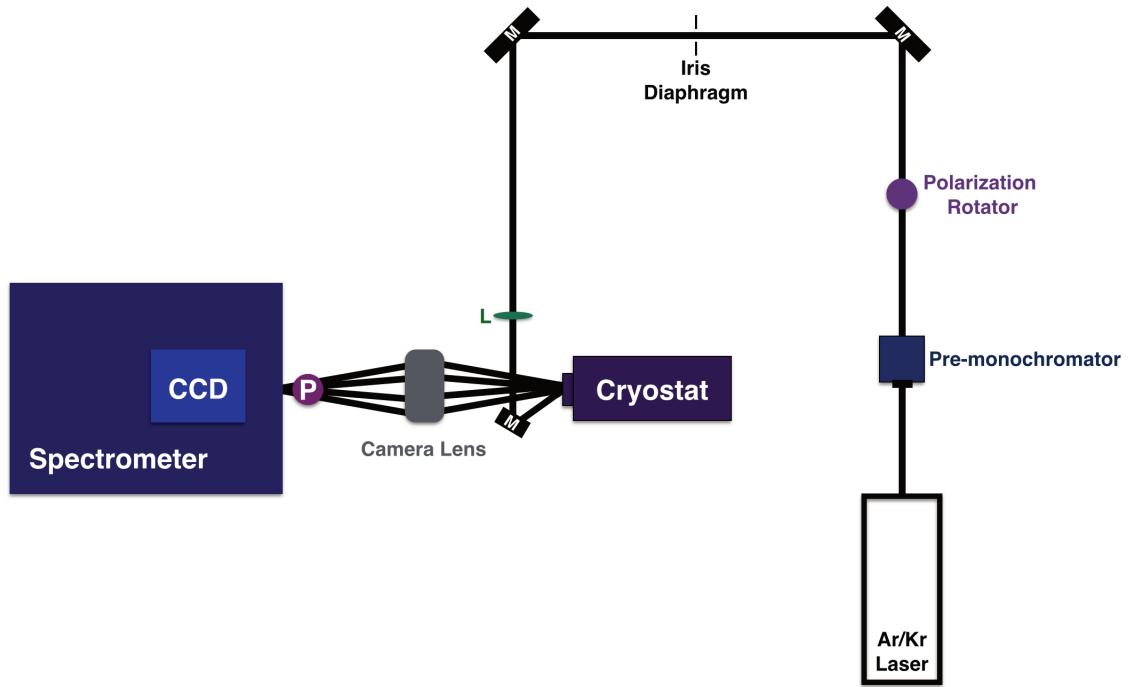 M
M
Iris
Diaphragm
Polarization
Rotator
L
Pre-monochromator
CCD
P
Cryostat
M
Camera Lens
Spectrometer
Ar/Kr
Laser